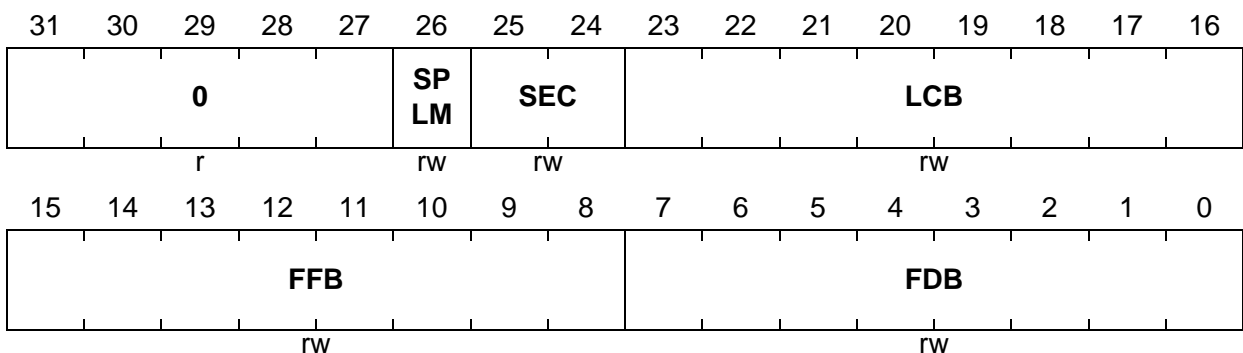 31 30 29 28 27 26 25 24 23 22 21 20 19 18 17 16
0 SP SEC LCB
LM
r rw rw rw
15 14 13 12 11 10 9 8 7 6 5 4 3 2 1 0
FFB FDB
rw rw